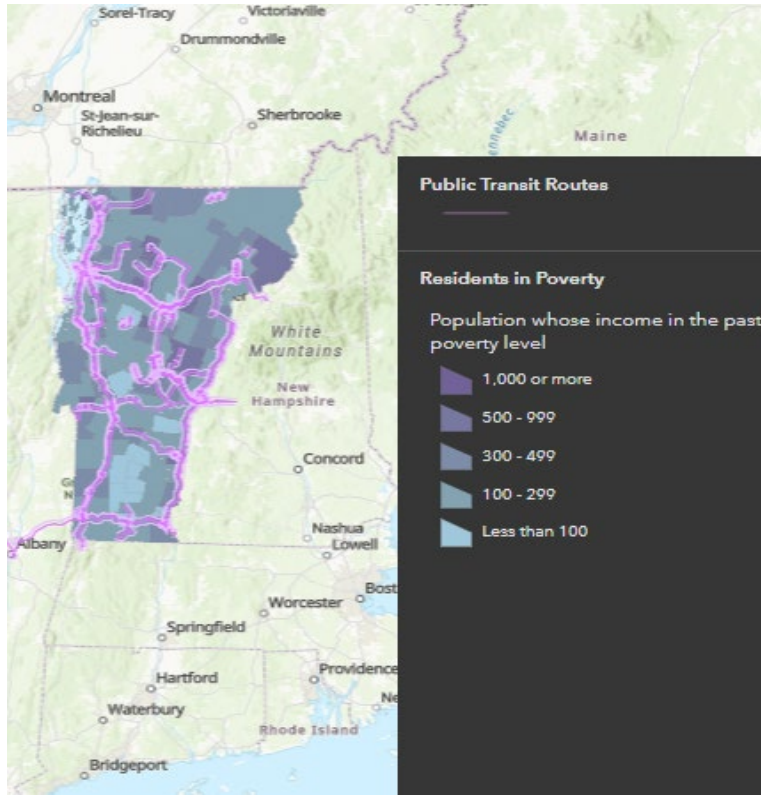 Sorel-Tracy
Victoriaville
Drummondville
Montreal
St-Jean-sur-
Richelieu
Sherbrooke
Maine
Public Transit Routes
Residents in Poverty
Population whose income in the past
poverty level
1,000 or more
500 - 999
300 - 499
100 - 299
Less than 100
White
Mountains
New
Hampshire
Concord
Nashua
Lowell
Albany
Bost
Worcester
Springfield
Hartford
Providence
Ne
Waterbury
Rhode Island
Bridgeport